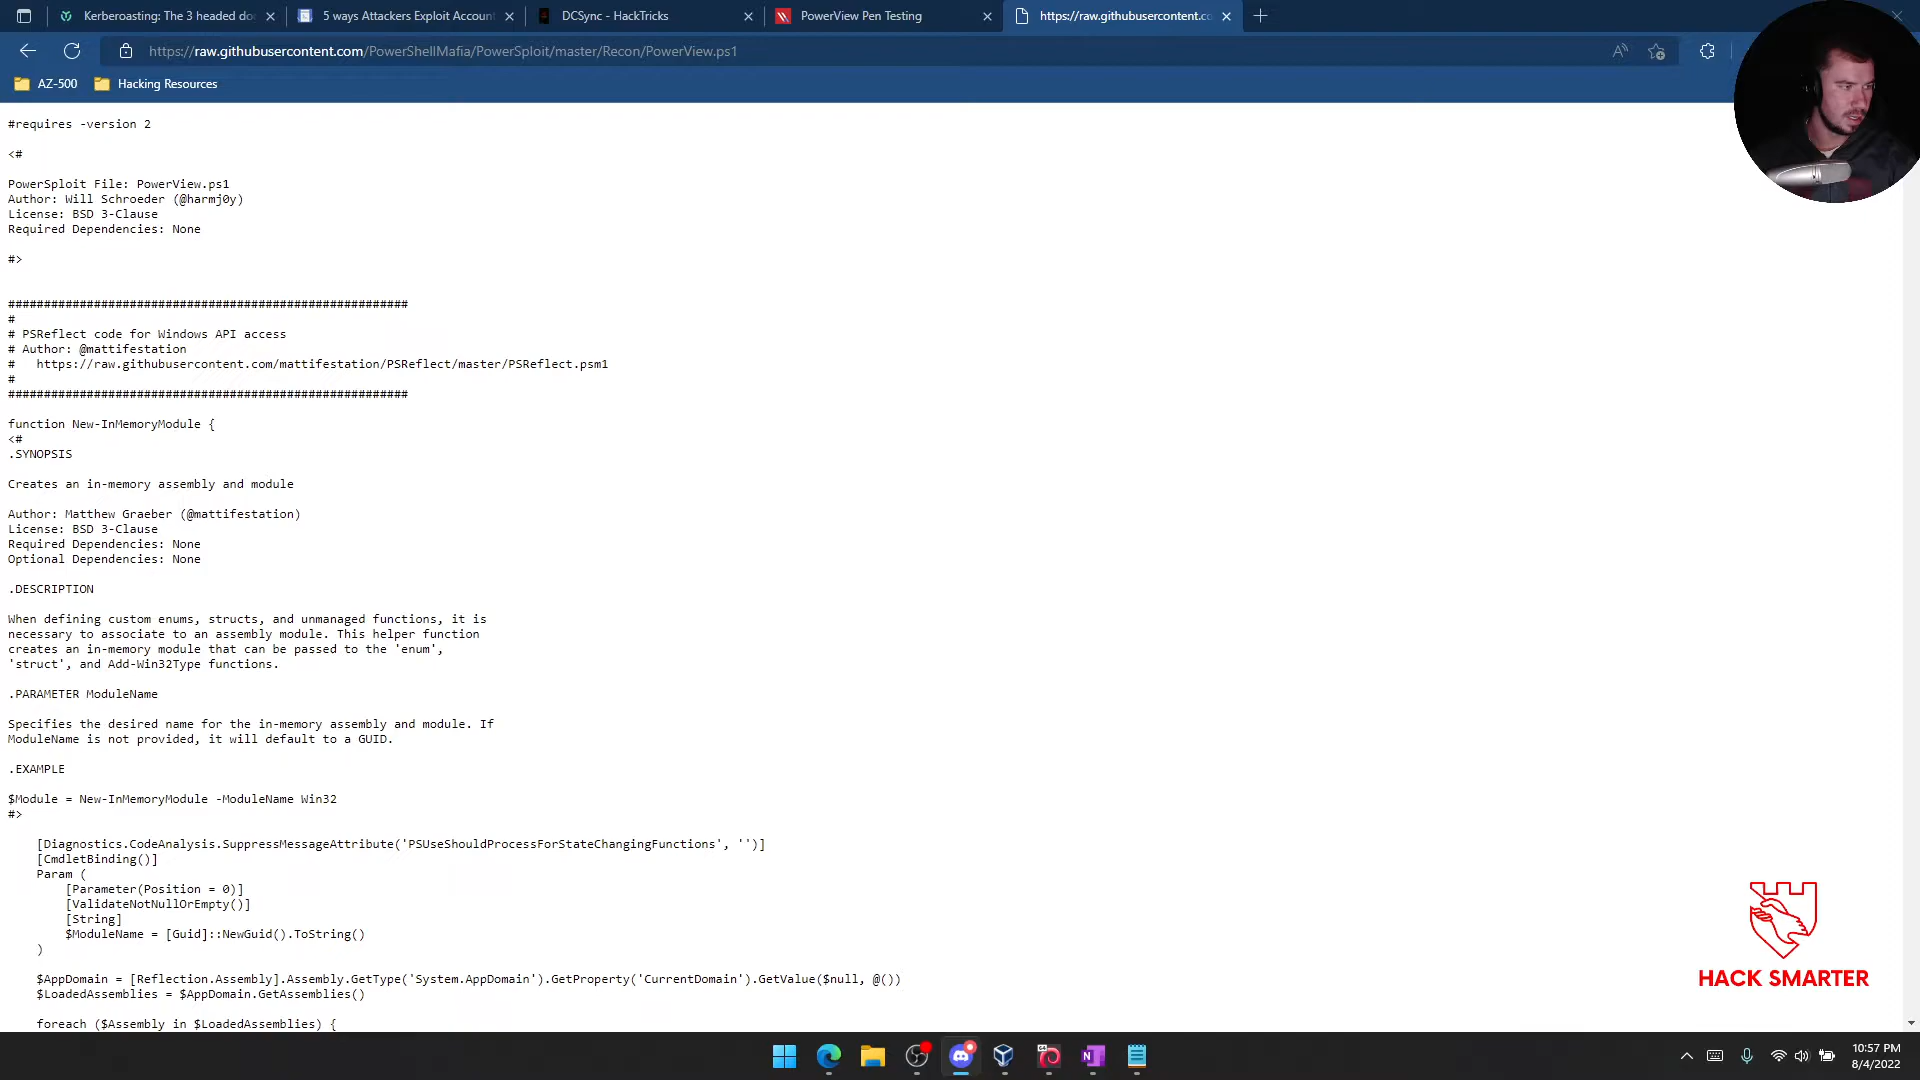 Kerberoasting: The 3 headed do
5 ways Attackers Exploit Accoun
DCSync - HackTricks
PowerView Pen Testing
https://raw.githubusercontent.co
https://raw.githubusercontent.com/PowerShellMafia/PowerSploit/master/Recon/PowerView.ps1
AZ-500
Hacking Resources
#requires -version 2
<#
PowerSploit File: PowerView.ps1
Author: Will Schroeder (@harmj0y)
License: BSD 3-Clause
Required Dependencies: None
#>
########################################################
#
# PSReflect code for Windows API access
# Author: @mattifestation
#   https://raw.githubusercontent.com/mattifestation/PSReflect/master/PSReflect.psm1
#
########################################################
function New-InMemoryModule {
<#
.SYNOPSIS
Creates an in-memory assembly and module
Author: Matthew Graeber (@mattifestation)
License: BSD 3-Clause
Required Dependencies: None
Optional Dependencies: None
.DESCRIPTION
When defining custom enums, structs, and unmanaged functions, it is
necessary to associate to an assembly module. This helper function
creates an in-memory module that can be passed to the 'enum',
'struct', and Add-Win32Type functions.
.PARAMETER ModuleName
Specifies the desired name for the in-memory assembly and module. If
ModuleName is not provided, it will default to a GUID.
.EXAMPLE
$Module = New-InMemoryModule -ModuleName Win32
#>
[Diagnostics.CodeAnalysis.SuppressMessageAttribute('PSUseShouldProcessForStateChangingFunctions', '')]
[CmdletBinding()]
Param (
[Parameter(Position = 0)]
[ValidateNotNullOrEmpty()]
[String]
$ModuleName = [Guid]::NewGuid().ToString()
)
$AppDomain = [Reflection.Assembly].Assembly.GetType('System.AppDomain').GetProperty('CurrentDomain').GetValue($null, @())
$LoadedAssemblies = $AppDomain.GetAssemblies()
foreach ($Assembly in $LoadedAssemblies) {
HACK SMARTER
10:57 PM
8/4/2022